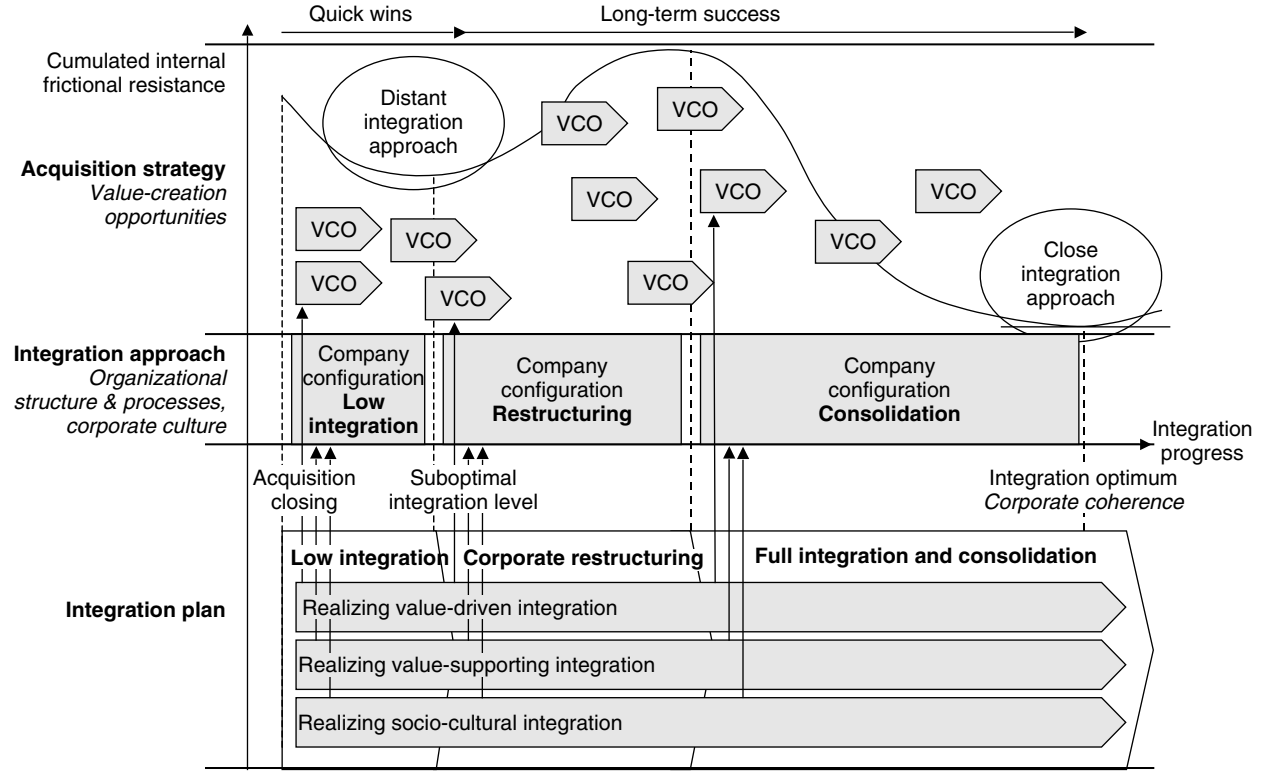 Quick wins
Long-term success
Cumulated internal
frictional resistance
Distant
integration
approach
VCO
VCO
Acquisition strategy
Value-creation
opportunities
VCO
VCO
VCO
VCO
VCO
VCO
VCO
VCO
VCO
VCO
Close
integration
approach
Integration approach
Organizational
structure & processes,
corporate culture
Company
configuration
Low
integration
Company
configuration
Restructuring
Company
configuration
Consolidation
Integration
progress
Acquisition
closing
Suboptimal
integration level
Integration optimum
Corporate coherence
Low integration
Corporate restructuring
Full integration and consolidation
Integration plan
Realizing value-driven integration
Realizing value-supporting integration
Realizing socio-cultural integration